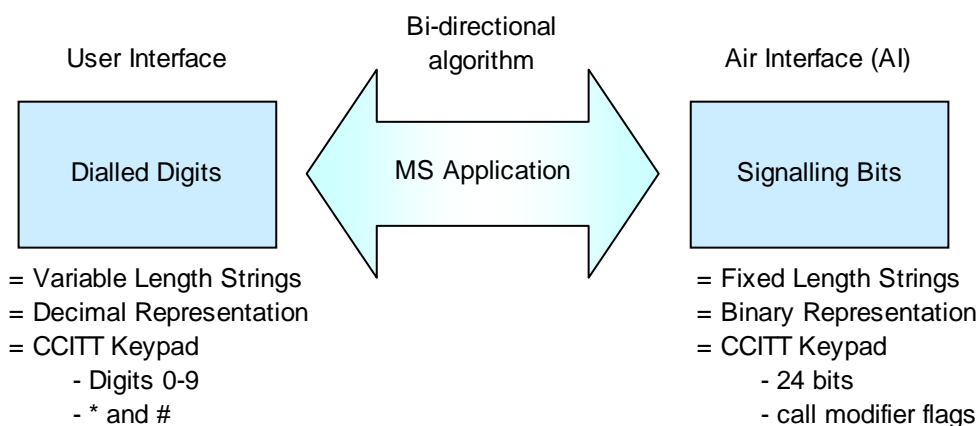 Bi-directional
algorithm
User Interface
Air Interface (AI)
Dialled Digits
MS Application
Signalling Bits
= Variable Length Strings
= Decimal Representation
= CCITT Keypad
- Digits 0-9
- * and #
= Fixed Length Strings
= Binary Representation
= CCITT Keypad
- 24 bits
- call modifier flags